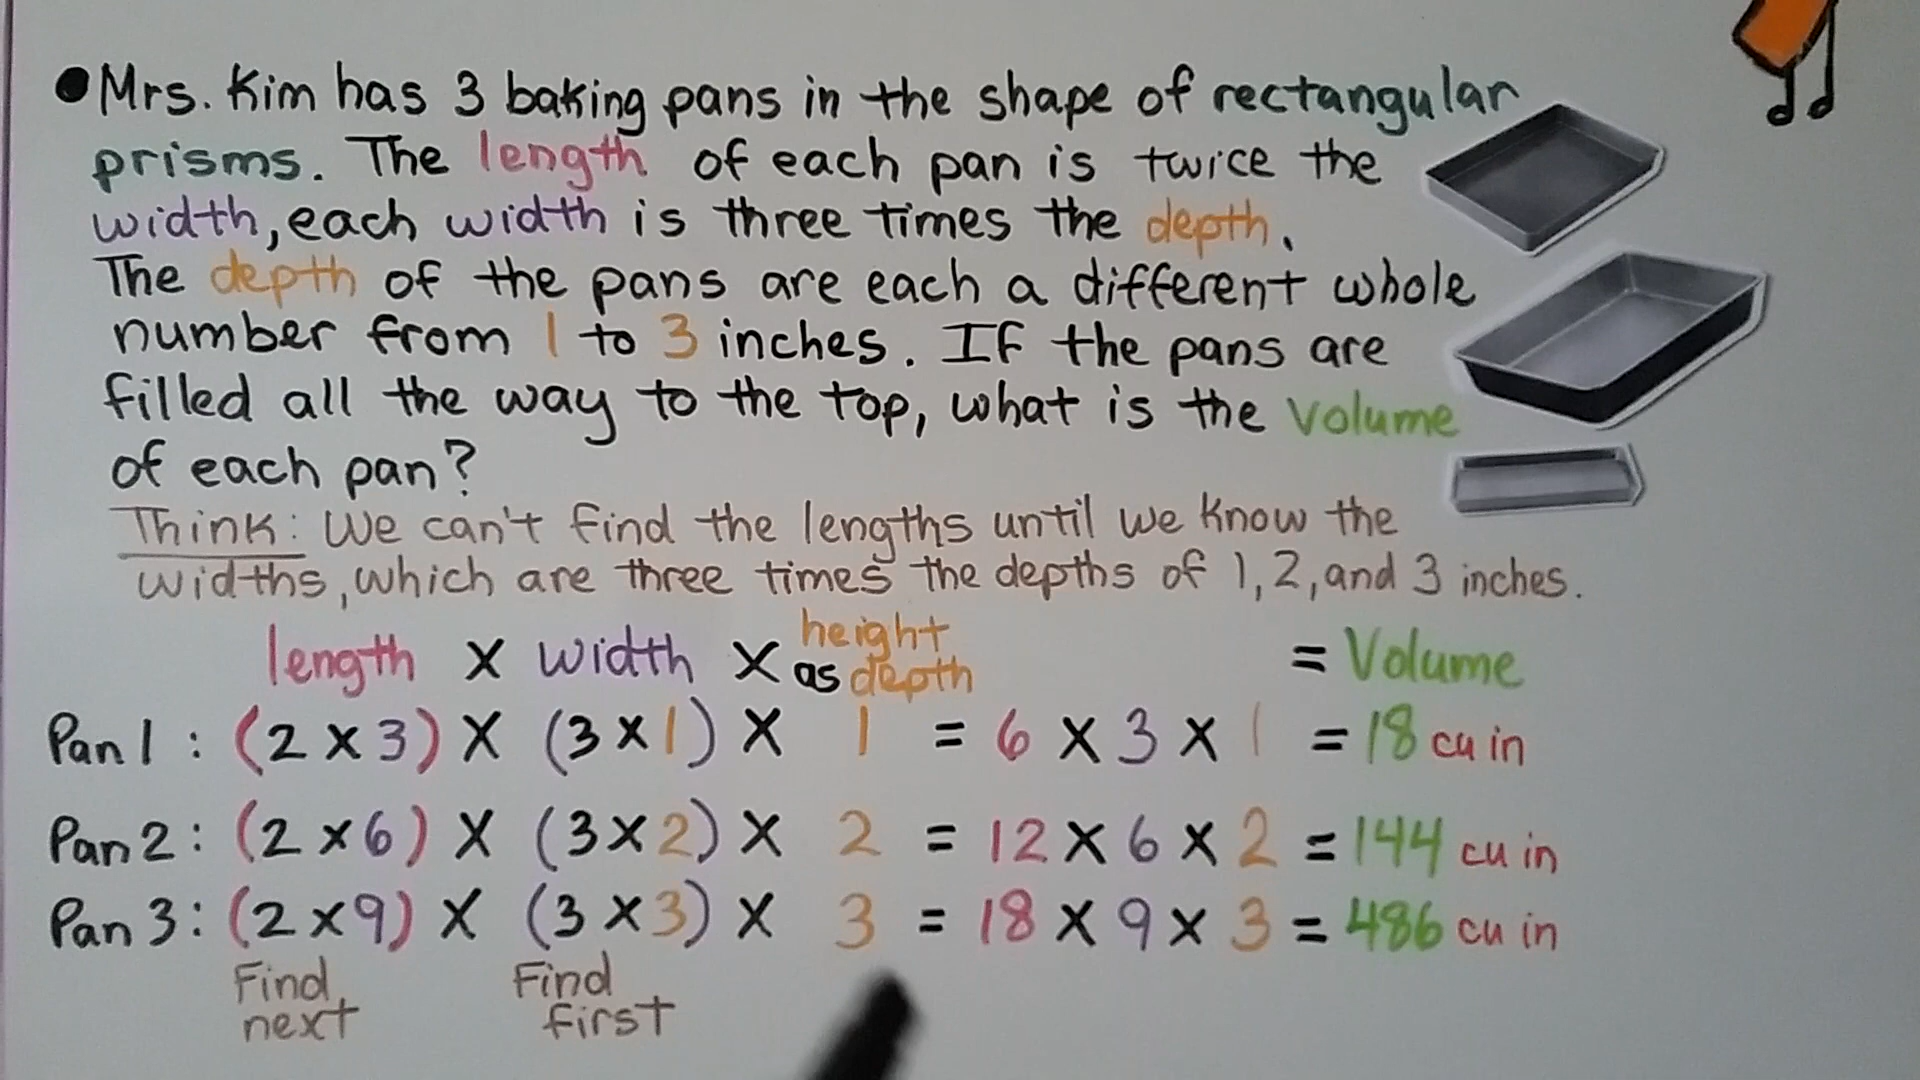 Mrs. Kim has 3 baking pans in the shape of rectangular
prisms. The length of each pan is twice the
width, each width is three times the depth.
The depth of the pans are each a different whole
number from 1 to 3 inches. If the pans are
filled all the way to the top, what is the volume
of each pan?
Think: We can't find the lengths until we know the
widths, which are three times the depths of 1, 2, and 3 inches.
length x width x height as depth = Volume
Pan 1: (2 x 3) x (3 x 1) x 1 = 6 x 3 x 1 = 18 cu in
Pan 2: (2 x 6) x (3 x 2) x 2 = 12 x 6 x 2 = 144 cu in
Pan 3: (2 x 9) x (3 x 3) x 3 = 18 x 9 x 3 = 486 cu in
Find next Find first